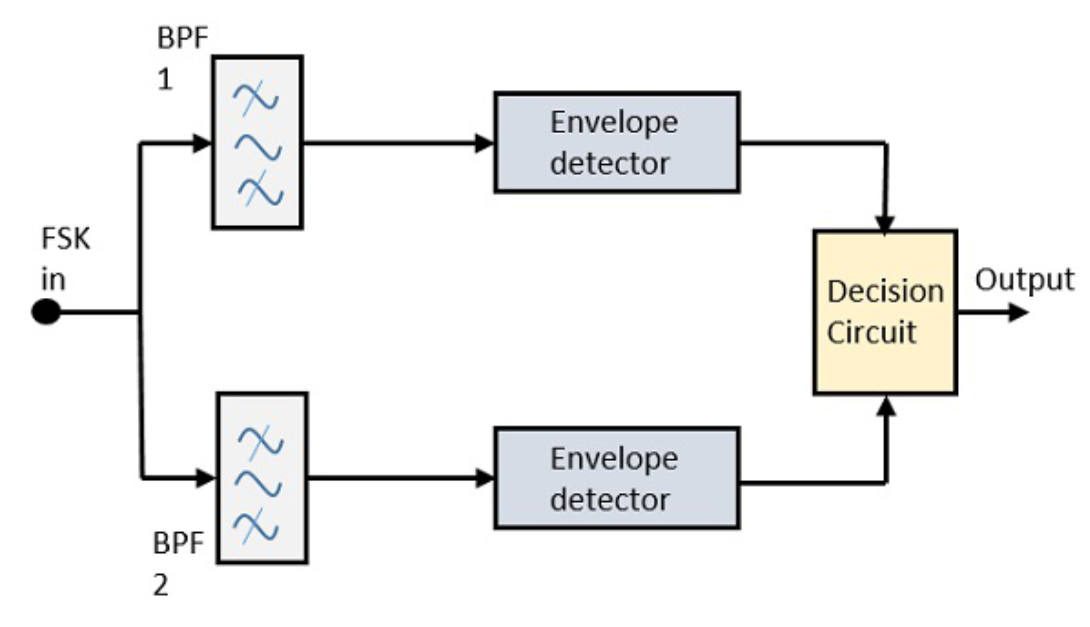 BPF
1
Envelope
detector
FSK
in
Decision
Circuit
Output
Envelope
detector
BPF
2